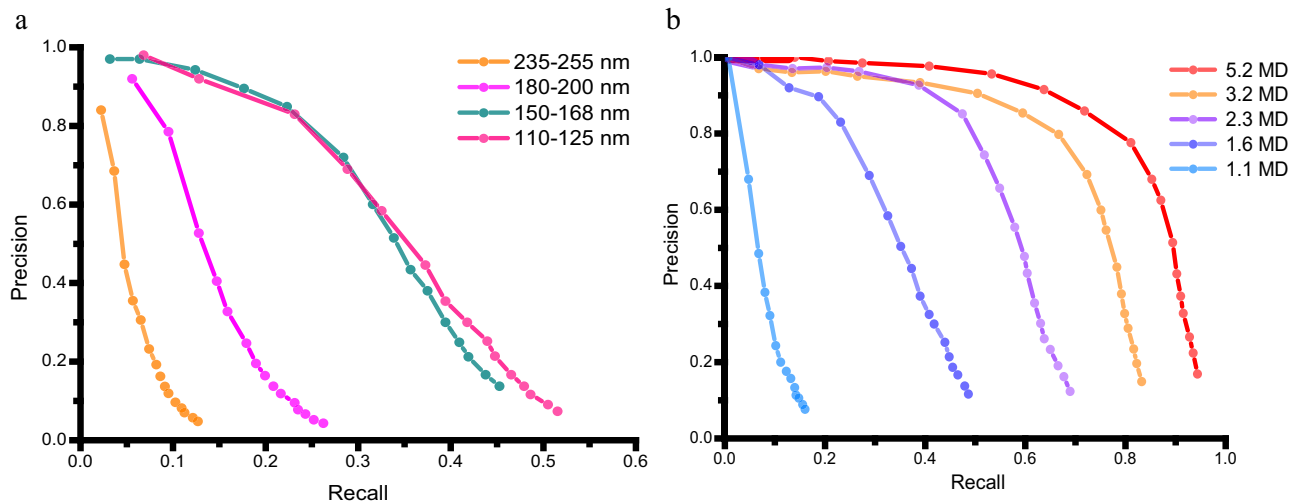 a
1.0
0.8
0.6
0.4
0.2
0.0
Precision
0.0 0.1 0.2 0.3 0.4 0.5 0.6
Recall
235-255 nm
180-200 nm
150-168 nm
110-125 nm
b
1.0
0.8
0.6
0.4
0.2
0.0
Precision
0.0 0.2 0.4 0.6 0.8 1.0
Recall
5.2 MD
3.2 MD
2.3 MD
1.6 MD
1.1 MD